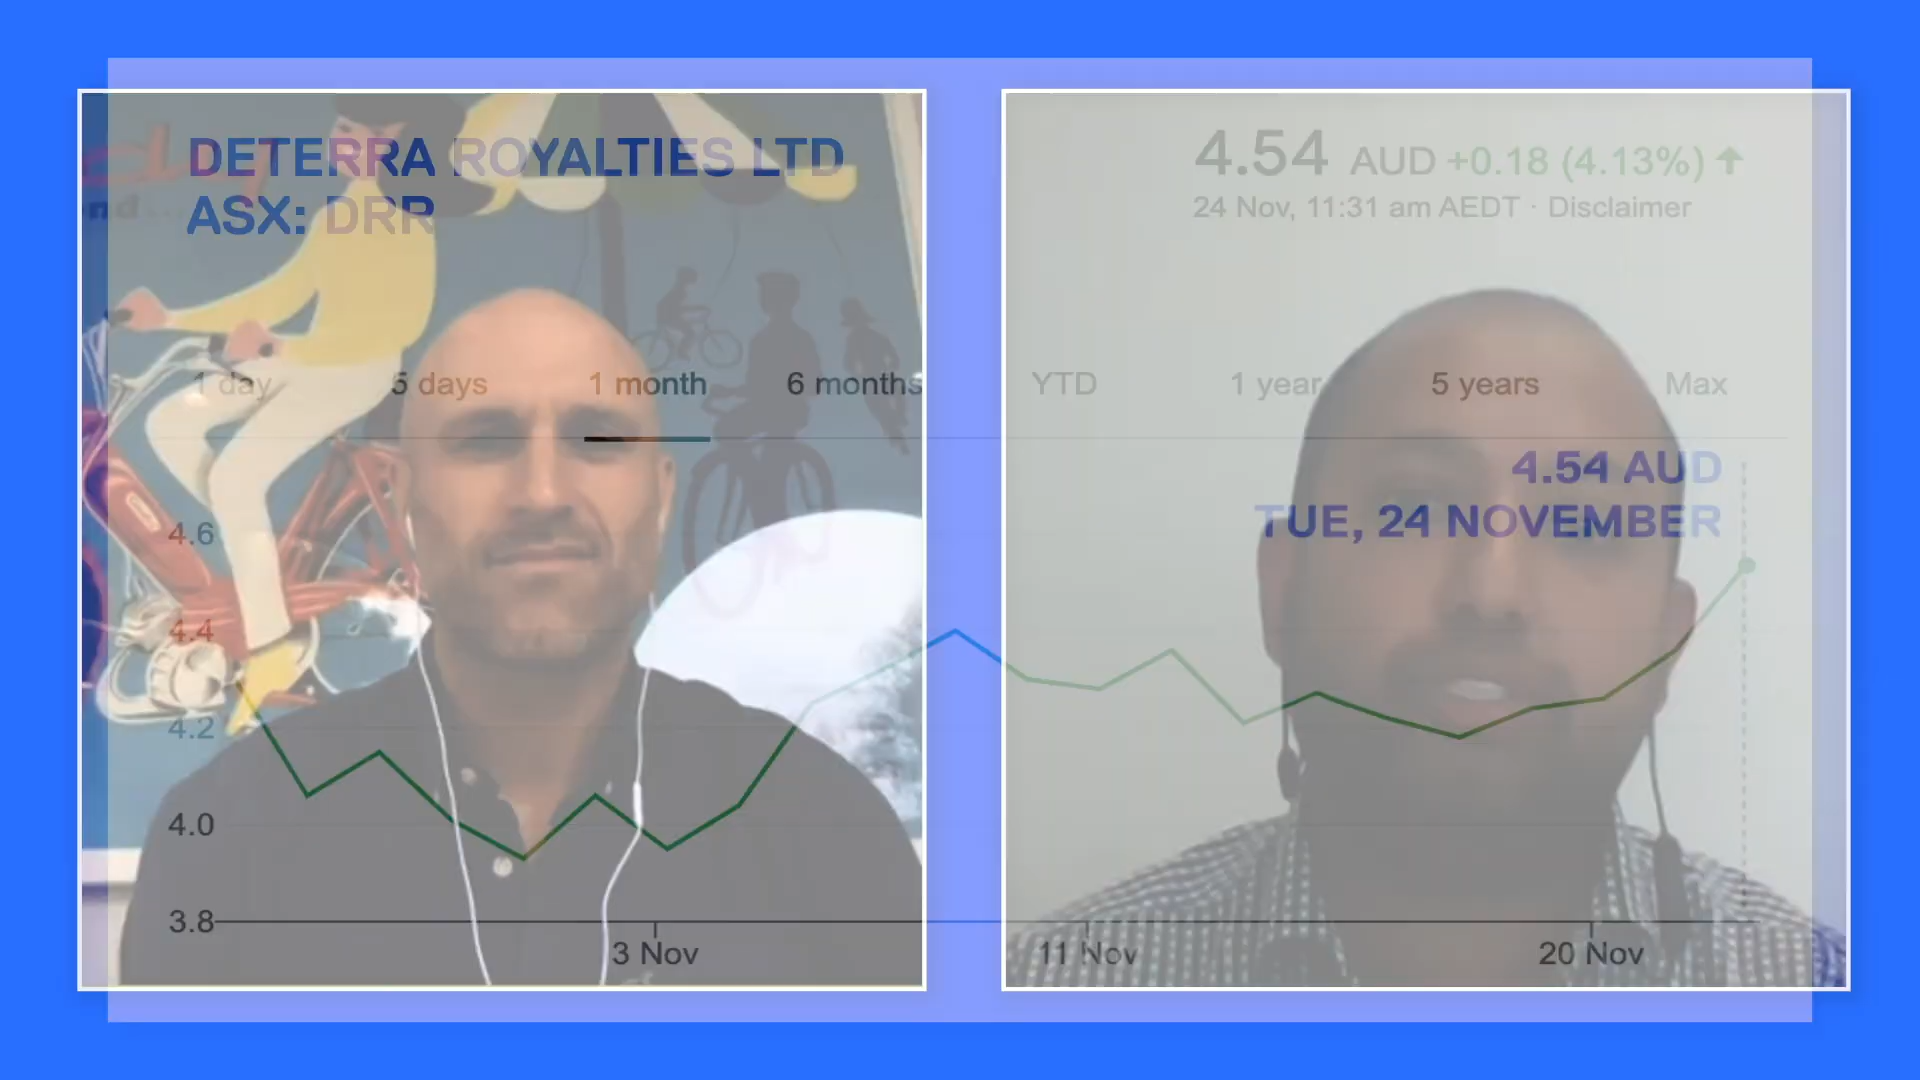 DETERRA ROYALTIES LTD
ASX: DRR
4.54 AUD +0.18 (4.13%)
24 Nov, 11:31 am AEDT · Disclaimer
1 day 5 days 1 month 6 months YTD 1 year 5 years Max
4.54 AUD
TUE, 24 NOVEMBER
4.6
4.4
4.2
4.0
3.8
3 Nov 11 Nov 20 Nov